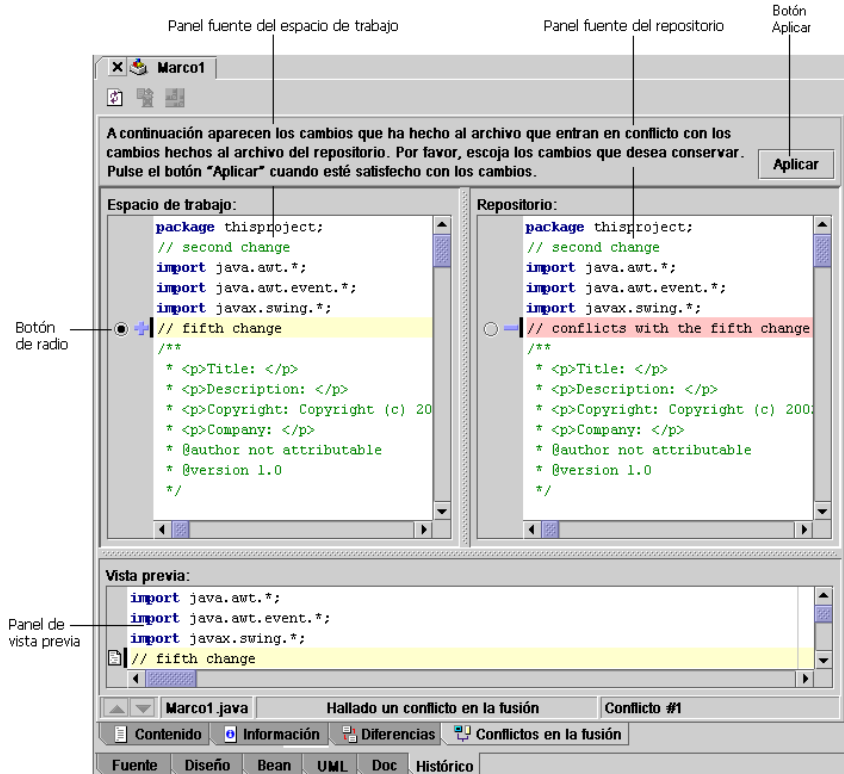 Panel fuente del espacio de trabajo
Panel fuente del repositorio
Botón
Aplicar
Marco1
A continuación aparecen los cambios que ha hecho al archivo que entran en conflicto con los
cambios hechos al archivo del repositorio. Por favor, escoja los cambios que desea conservar.
Pulse el botón "Aplicar" cuando esté satisfecho con los cambios.
Aplicar
Espacio de trabajo:
package thisproject;
// second change
import java.awt.*;
import java.awt.event.*;
import javax.swing.*;
// fifth change
/**
* <p>Title: </p>
* <p>Description: </p>
* <p>Copyright: Copyright (c) 20
* <p>Company: </p>
* @author not attributable
* @version 1.0
*/
Repositorio:
package thisproject;
// second change
import java.awt.*;
import java.awt.event.*;
import javax.swing.*;
// conflicts with the fifth change
/**
* <p>Title: </p>
* <p>Description: </p>
* <p>Copyright: Copyright (c) 200
* <p>Company: </p>
* @author not attributable
* @version 1.0
*/
Botón
de radio
Vista previa:
import java.awt.*;
import java.awt.event.*;
import javax.swing.*;
// fifth change
Panel de
vista previa
Marco1.java
Hallado un conflicto en la fusión
Conflicto #1
Contenido
Información
Diferencias
Conflictos en la fusión
Fuente
Diseño
Bean
UML
Doc
Histórico